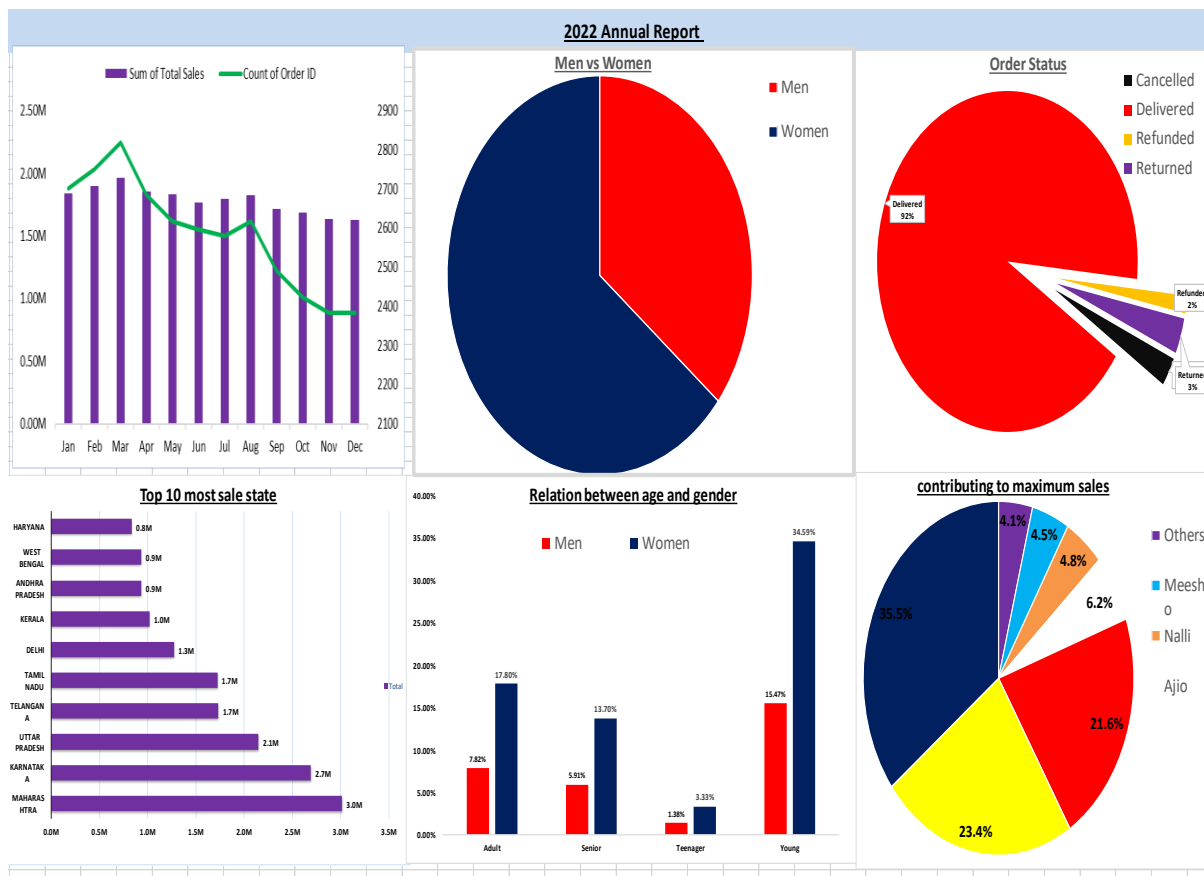 2022 Annual Report
Sum of Total Sales
Count of Order ID
2.50M
2.00M
1.50M
1.00M
0.50M
0.00M
2900
2800
2700
2600
2500
2400
2300
2200
2100
Jan Feb Mar Apr May Jun Jul Aug Sep Oct Nov Dec
Men vs Women
Men
Women
Order Status
Cancelled
Delivered
Refunded
Returned
Delivered
92%
Refunded
2%
Returned
3%
Top 10 most sale state
HARYANA
0.8M
WEST
BENGAL
0.9M
ANDHRA
PRADESH
0.9M
KERALA
1.0M
DELHI
1.3M
TAMIL
NADU
1.7M
TELANGAN
A
1.7M
UTTAR
PRADESH
2.1M
KARNATAK
A
2.7M
MAHARAS
HTRA
3.0M
Total
0.0M 0.5M 1.0M 1.5M 2.0M 2.5M 3.0M 3.5M
Relation between age and gender
Men
Women
40.00%
35.00%
30.00%
25.00%
20.00%
15.00%
10.00%
5.00%
0.00%
7.82%
17.80%
5.91%
13.70%
1.38%
3.33%
15.47%
34.59%
Adult Senior Teenager Young
contributing to maximum sales
4.1%
4.5%
4.8%
6.2%
21.6%
23.4%
35.5%
Others
Meesh
o
Nalli
Ajio